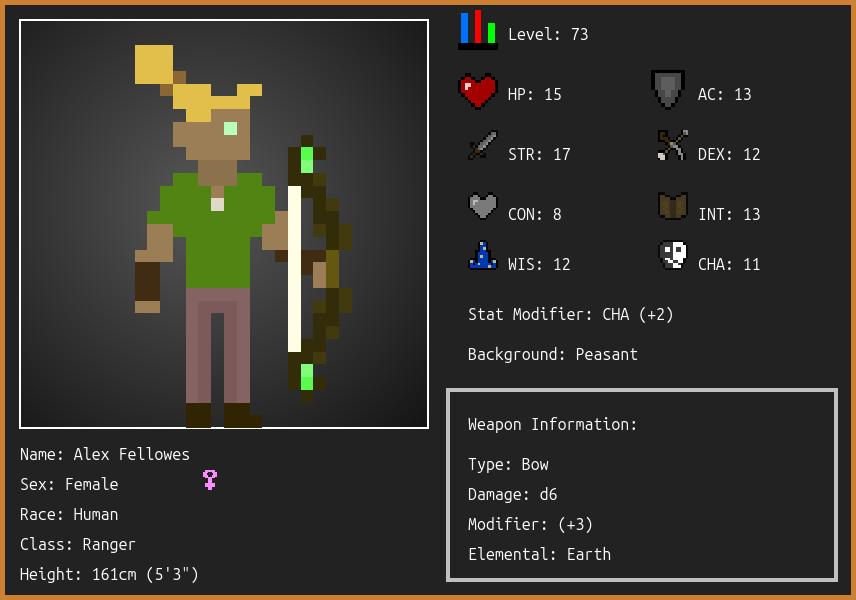 Level: 73
HP: 15
AC: 13
STR: 17
DEX: 12
CON: 8
INT: 13
WIS: 12
CHA: 11
Stat Modifier: CHA (+2)
Background: Peasant
Name: Alex Fellowes
Sex: Female
Race: Human
Class: Ranger
Height: 161cm (5'3")
Weapon Information:
Type: Bow
Damage: d6
Modifier: (+3)
Elemental: Earth